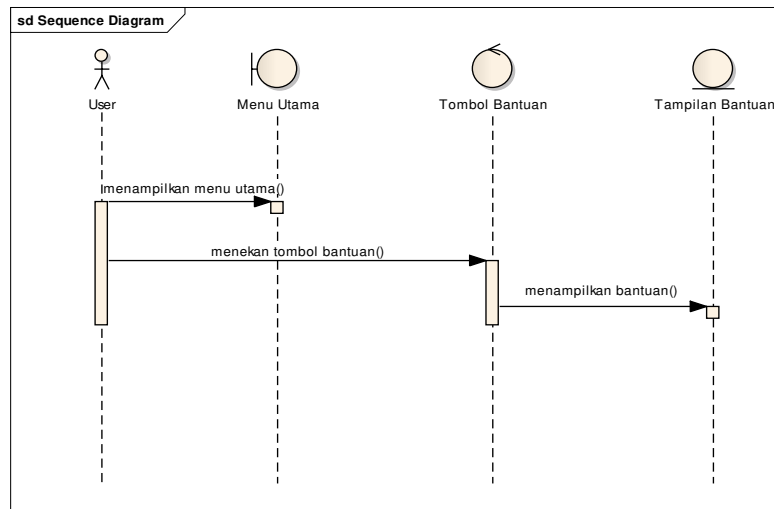 sd Sequence Diagram
User
Menu Utama
Tombol Bantuan
Tampilan Bantuan
menampilkan menu utama()
menekan tombol bantuan()
menampilkan bantuan()